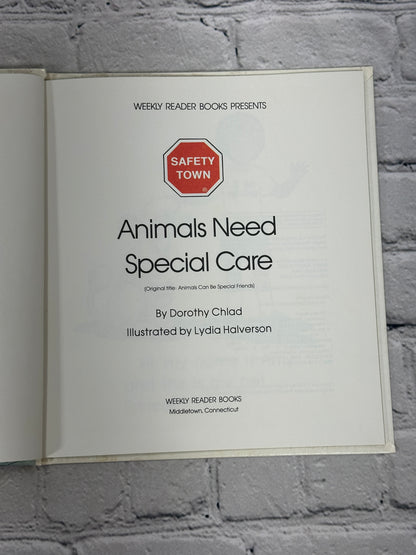 WEEKLY READER BOOKS PRESENTS
SAFETY
TOWN
®
Animals Need
Special Care
(Original title: Animals Can Be Special Friends)
By Dorothy Chlad
Illustrated by Lydia Halverson
WEEKLY READER BOOKS
Middletown, Connecticut